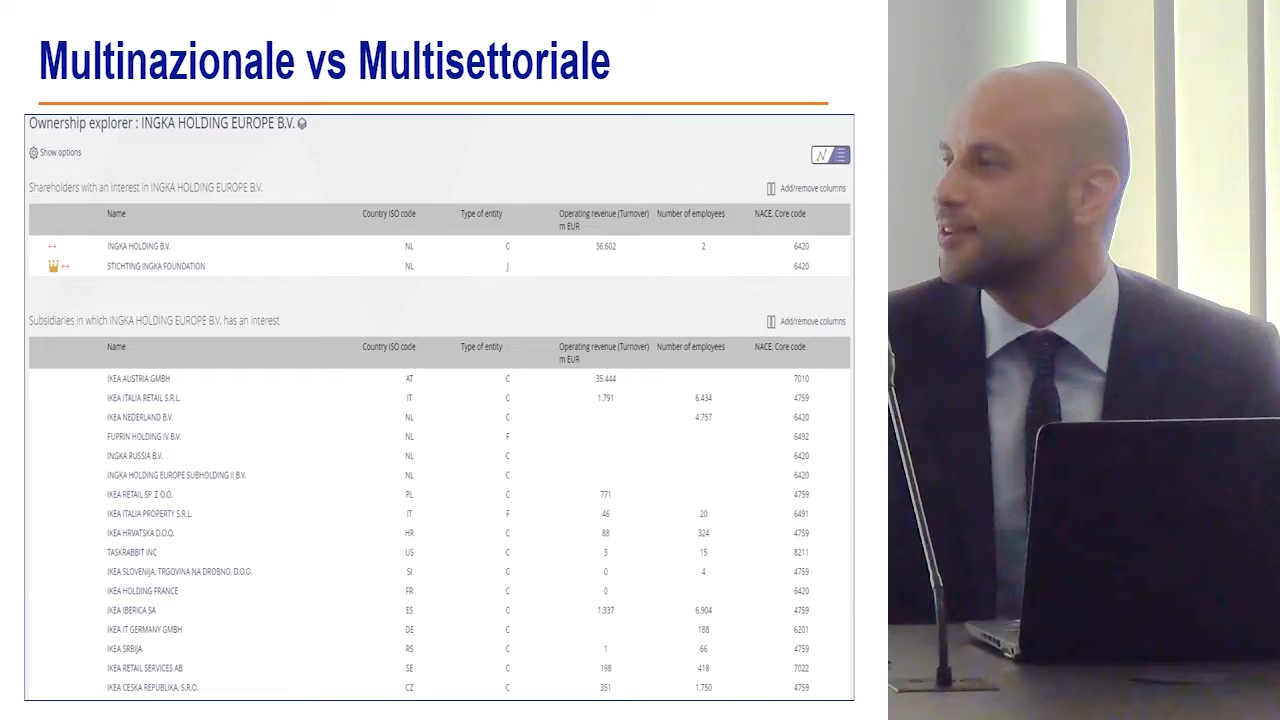 Multinazionale vs Multisettoriale
Ownership explorer : INGKA HOLDING EUROPE B.V.
Show options
Shareholders with an interest in INGKA HOLDING EUROPE B.V.
Add/remove columns
Name Country ISO code Type of entity Operating revenue (Turnover) m EUR Number of employees NACE, Core code
INGKA HOLDING B.V. NL C 36.602 2 6420
STICHTING INGKA FOUNDATION NL J 6420
Subsidiaries in which INGKA HOLDING EUROPE B.V. has an interest
Add/remove columns
Name Country ISO code Type of entity Operating revenue (Turnover) m EUR Number of employees NACE, Core code
IKEA AUSTRIA GMBH AT C 35.444 7010
IKEA ITALIA RETAIL S.R.L. IT C 1.791 6.434 4759
IKEA NEDERLAND B.V. NL C 4.757 6420
FUPRIN HOLDING IV B.V. NL F 6492
INGKA RUSSIA B.V. NL C 6420
INGKA HOLDING EUROPE SUBHOLDING II B.V. NL C 6420
IKEA RETAIL SP. Z O.O. PL C 771 4759
IKEA ITALIA PROPERTY S.R.L. IT F 46 20 6491
IKEA HRVATSKA D.O.O. HR C 88 324 4759
TASKRABBIT INC US C 3 15 8211
IKEA SLOVENIJA, TRGOVINA NA DROBNO, D.O.O. SI C 0 4 4759
IKEA HOLDING FRANCE FR C 0 6420
IKEA IBERICA SA ES C 1.337 6.904 4759
IKEA IT GERMANY GMBH DE C 188 6201
IKEA SRBIJA RS C 1 66 4759
IKEA RETAIL SERVICES AB SE C 198 418 7022
IKEA CESKA REPUBLIKA, S.R.O. CZ C 351 1.750 4759